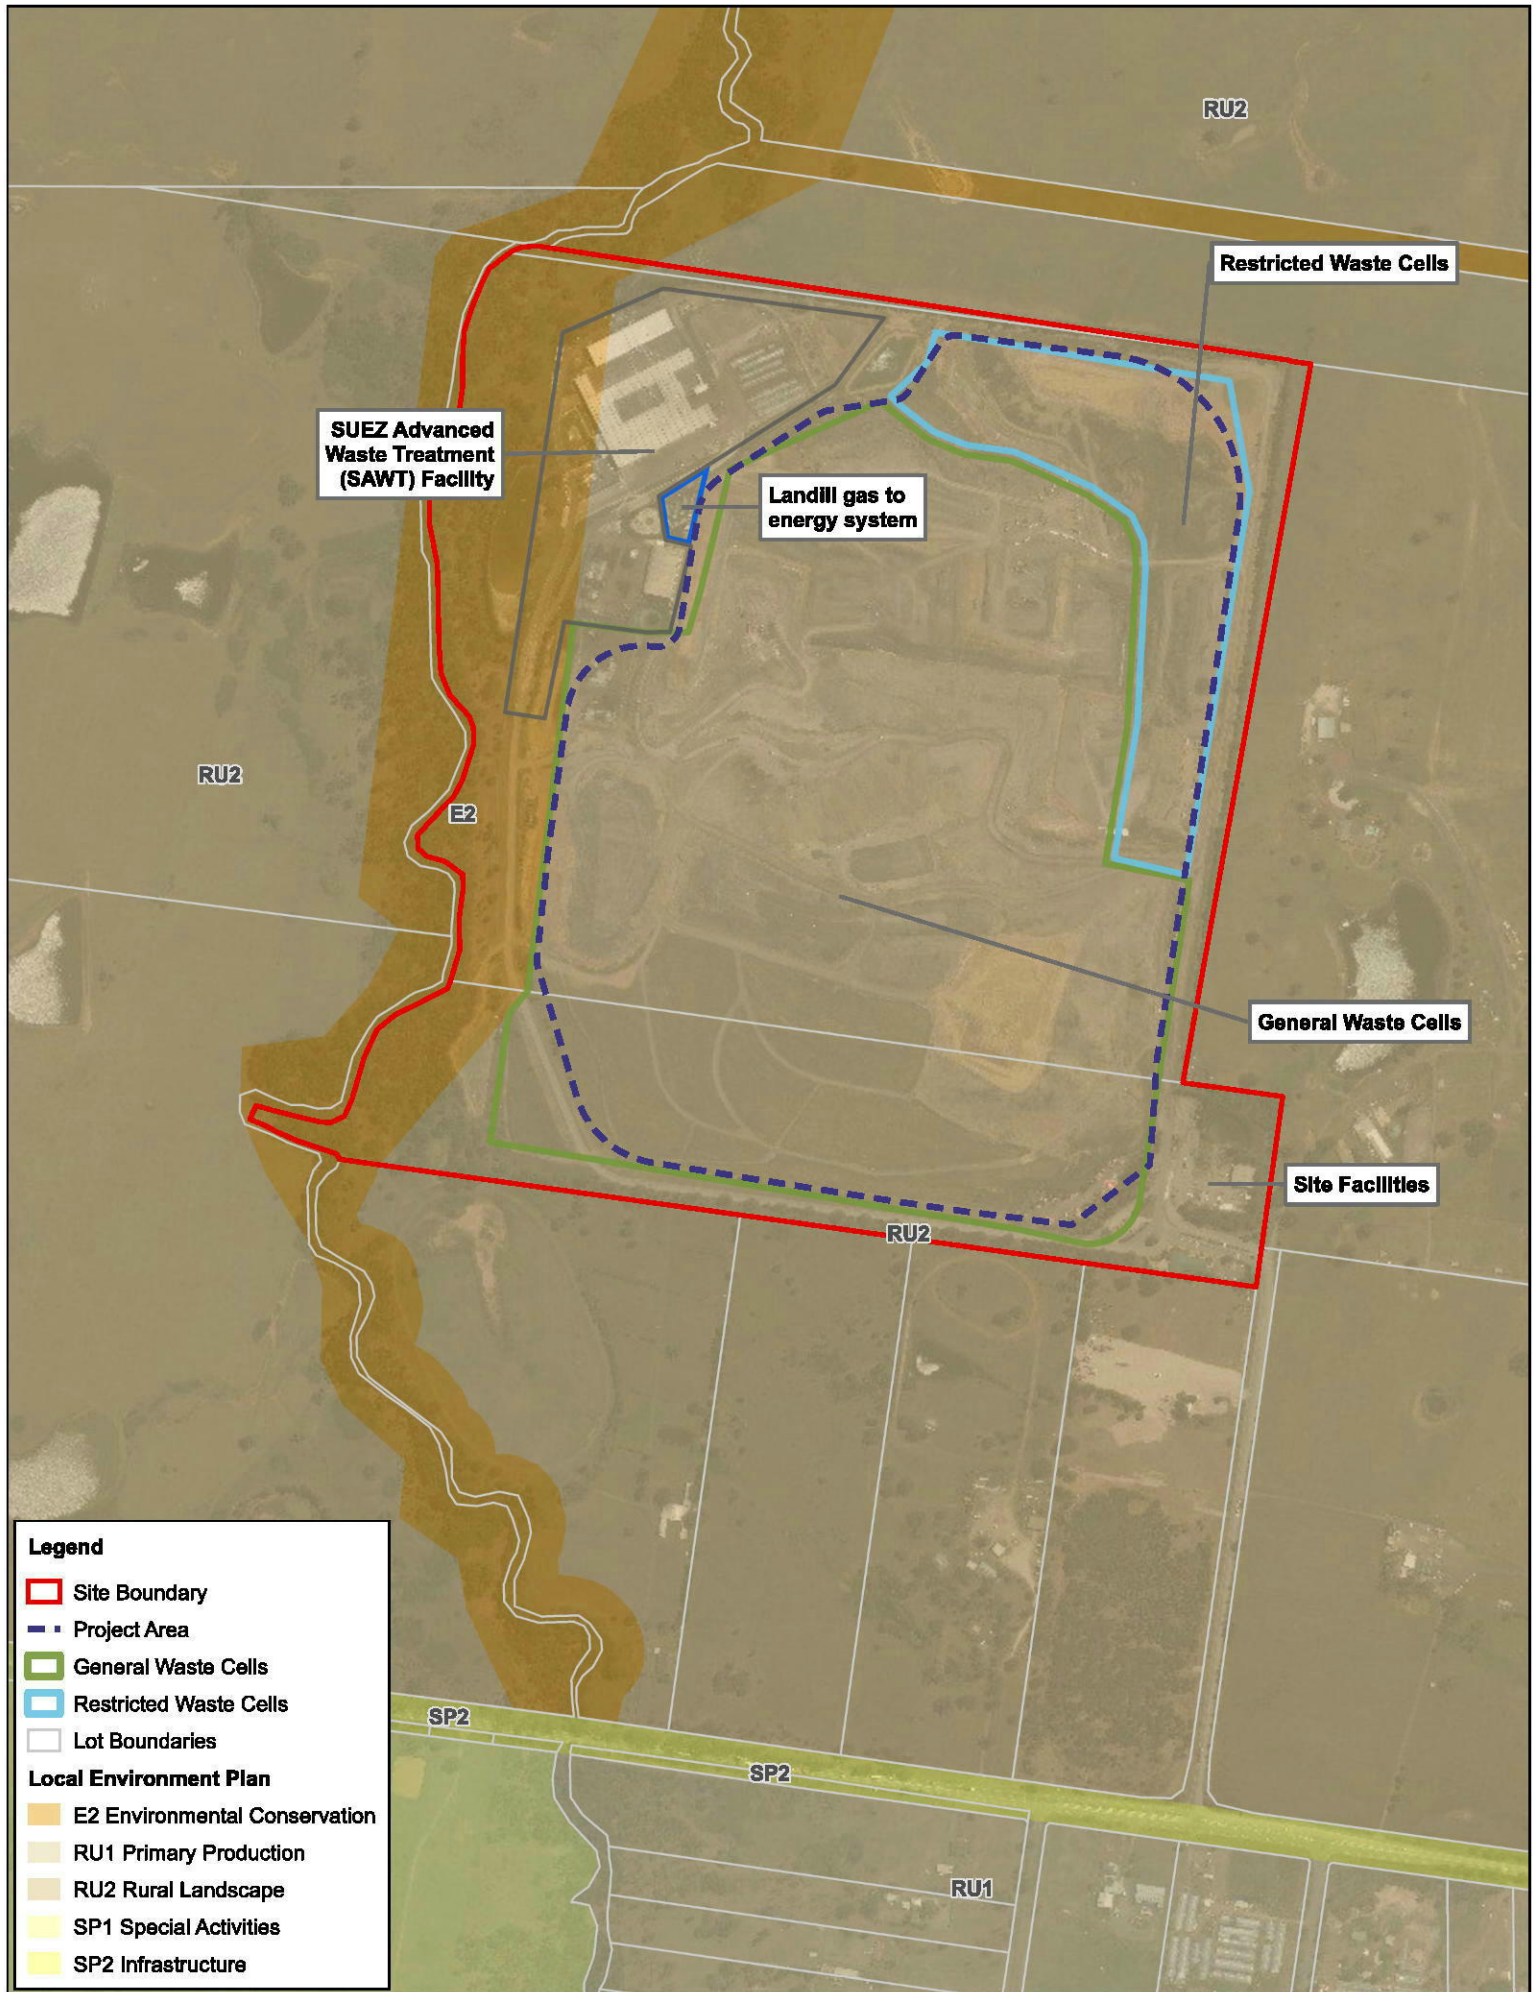 RU2
Restricted Waste Cells
SUEZ Advanced
Waste Treatment
(SAWT) Facility
Landill gas to
energy system
RU2
E2
General Waste Cells
Site Facilities
RU2
Legend
Site Boundary
Project Area
General Waste Cells
Restricted Waste Cells
Lot Boundaries
Local Environment Plan
E2 Environmental Conservation
RU1 Primary Production
RU2 Rural Landscape
SP1 Special Activities
SP2 Infrastructure
SP2
SP2
RU1